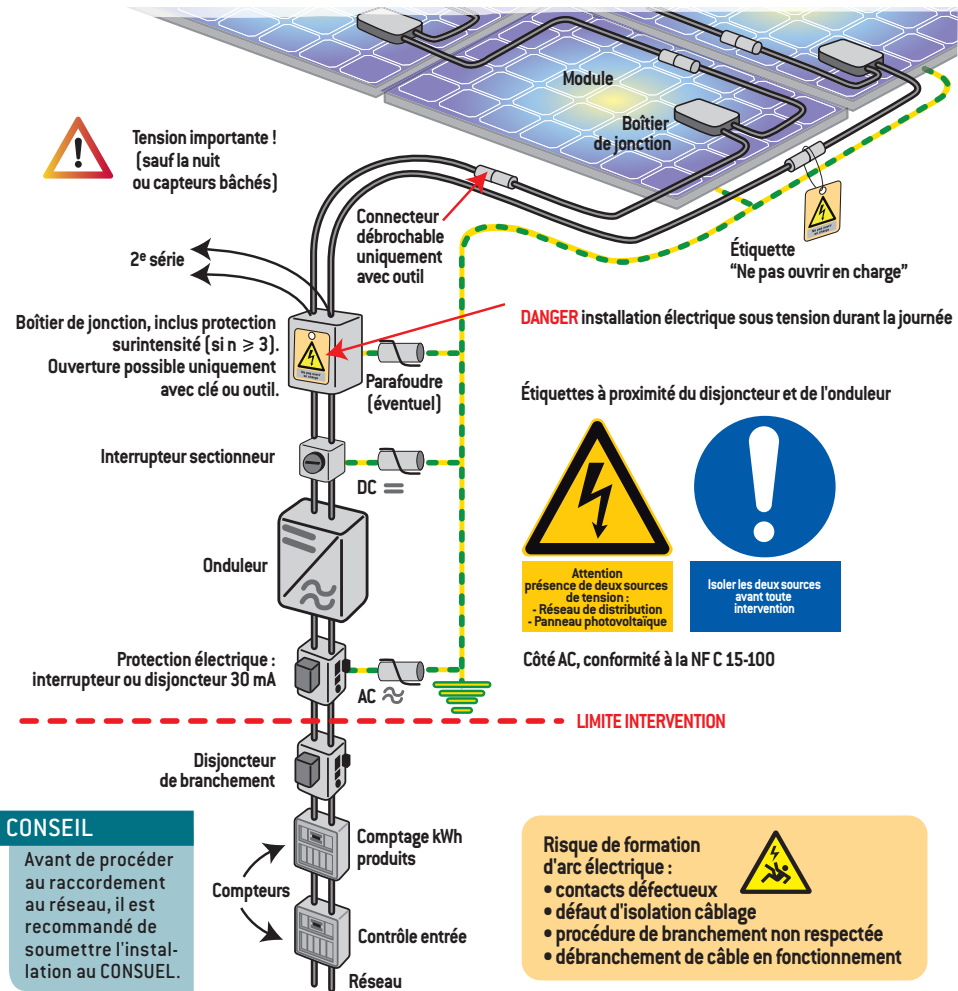 Module
Boîtier
de jonction
Tension importante !
(sauf la nuit
ou capteurs bâchés)
Connecteur
débrochable
uniquement
avec outil
Étiquette
“Ne pas ouvrir en charge”
2e série
Boîtier de jonction, inclus protection
surintensité (si n ⩾ 3).
Ouverture possible uniquement
avec clé ou outil.
Parafoudre
(éventuel)
DANGER installation électrique sous tension durant la journée
Étiquettes à proximité du disjoncteur et de l'onduleur
Interrupteur sectionneur
DC
Onduleur
Attention
présence de deux sources
de tension :
- Réseau de distribution
- Panneau photovoltaïque
Isoler les deux sources
avant toute
intervention
Côté AC, conformité à la NF C 15-100
Protection électrique :
interrupteur ou disjoncteur 30 mA
AC
LIMITE INTERVENTION
Disjoncteur
de branchement
CONSEIL
Avant de procéder
au raccordement
au réseau, il est
recommandé de
soumettre l'instal-
lation au CONSUEL.
Comptage kWh
produits
Compteurs
Contrôle entrée
Réseau
Risque de formation
d'arc électrique :
• contacts défectueux
• défaut d'isolation câblage
• procédure de branchement non respectée
• débranchement de câble en fonctionnement